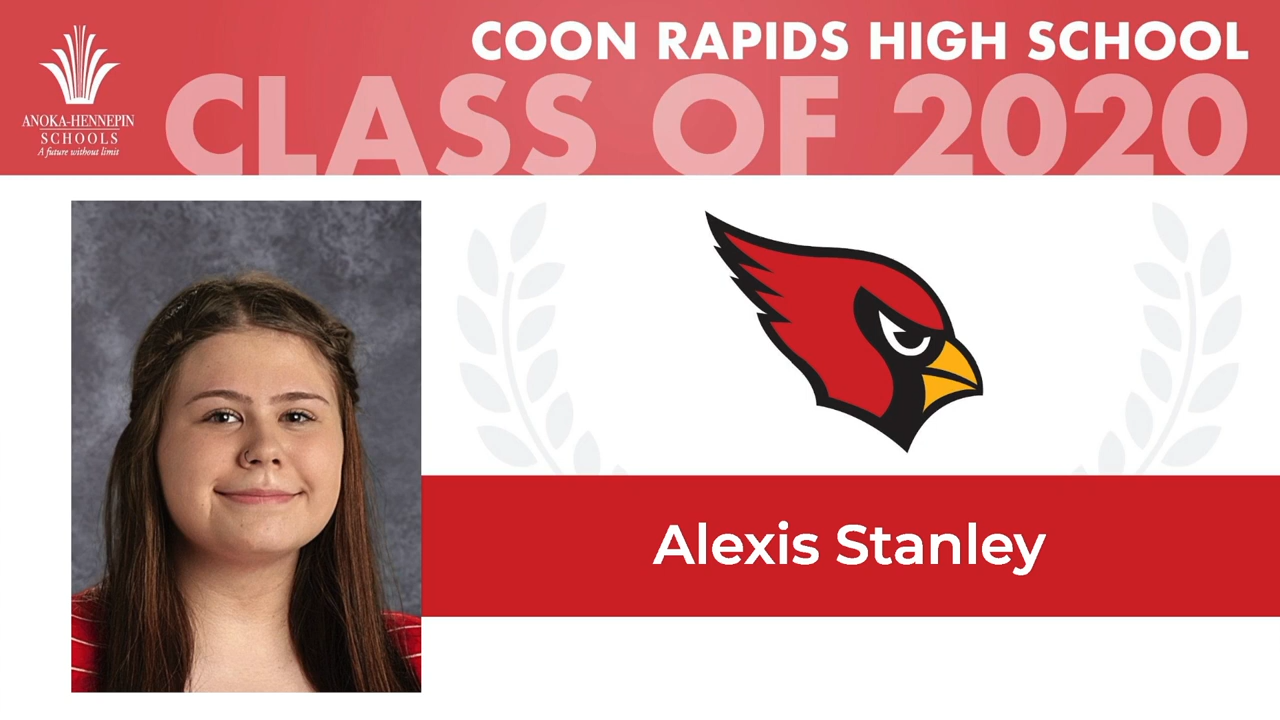 COON RAPIDS HIGH SCHOOL
CLASS OF 2020
ANOKA-HENNEPIN
SCHOOLS
A future without limit
Alexis Stanley